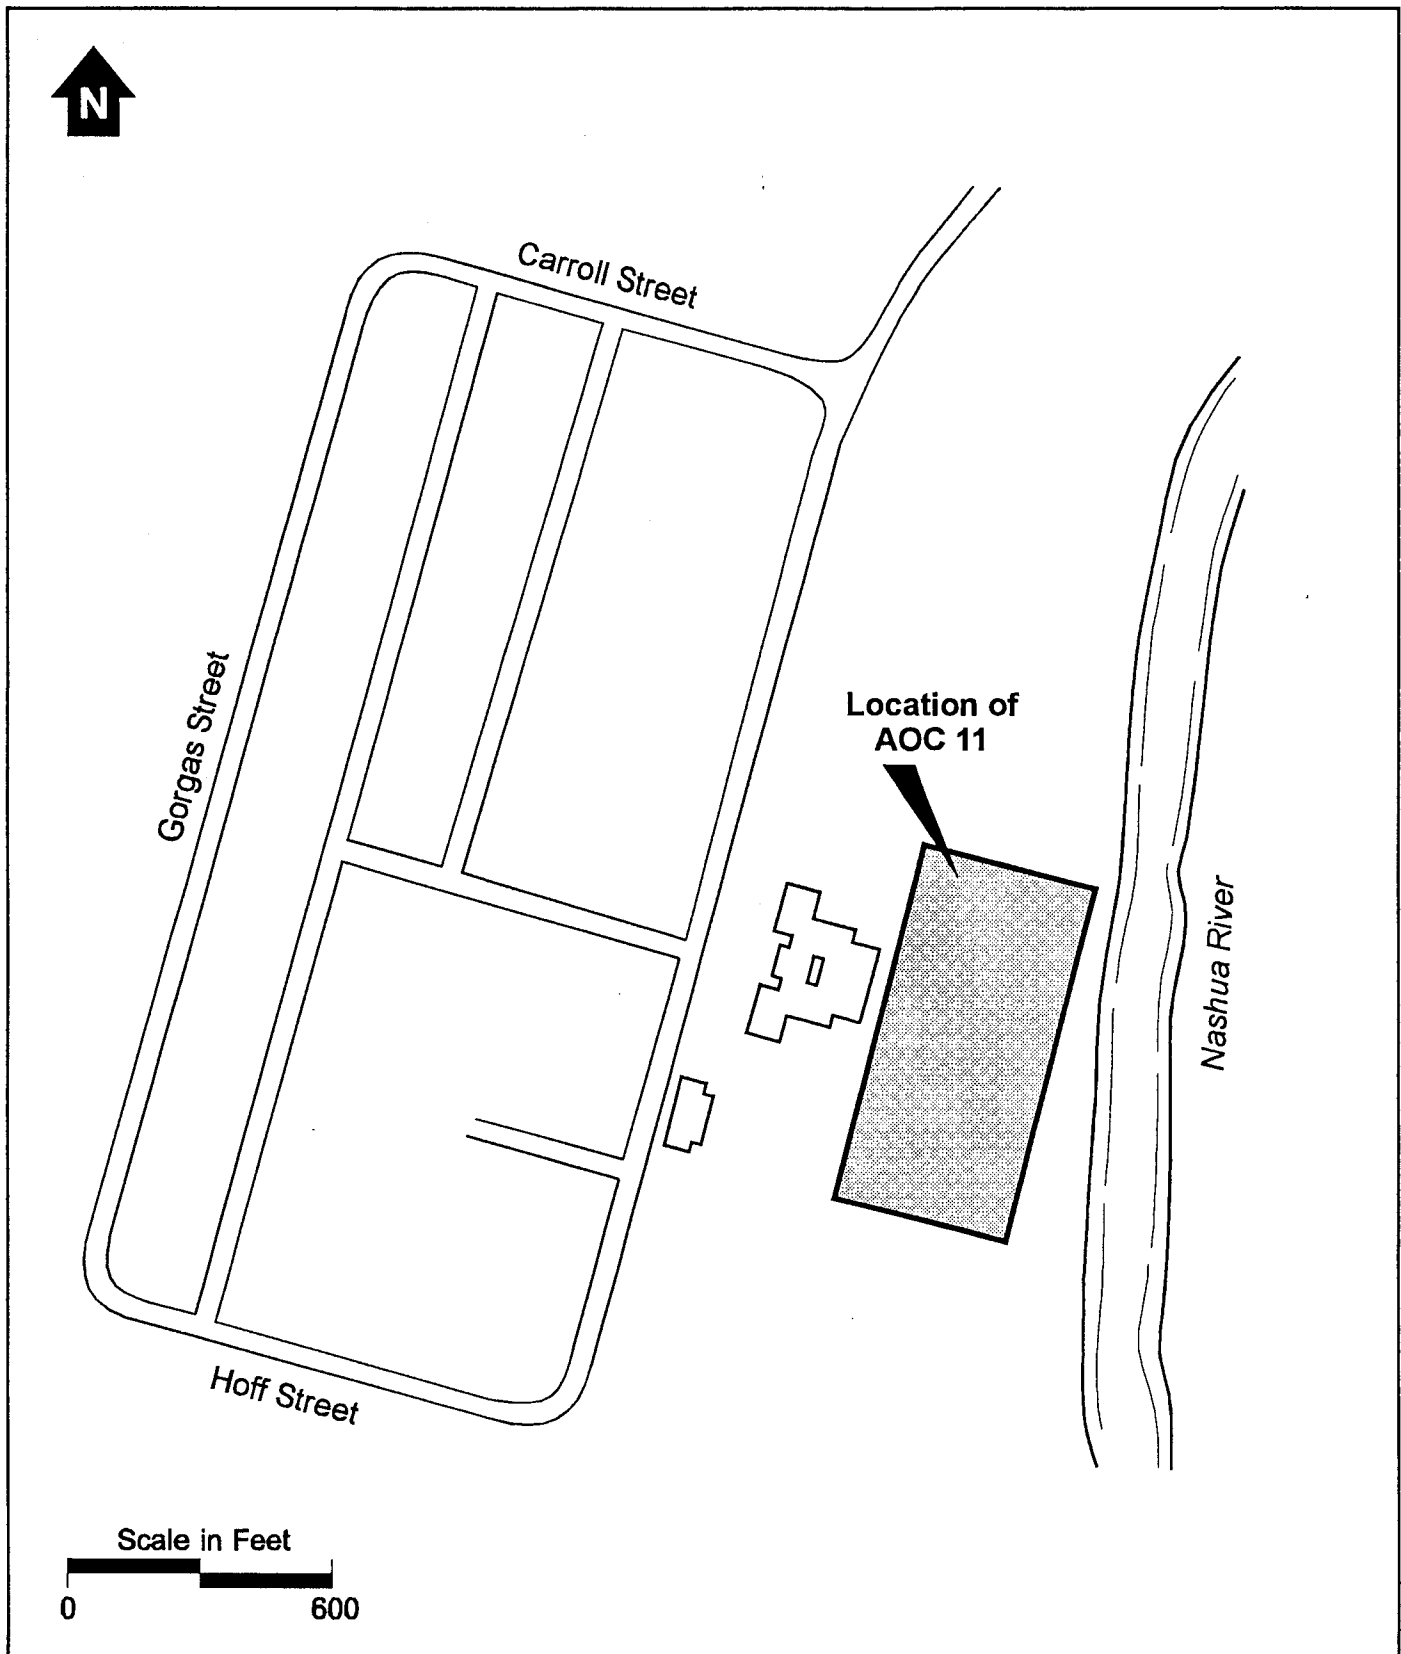 N
Carroll Street
Gorgas Street
Location of
AOC 11
Nashua River
Hoff Street
Scale in Feet
0 600